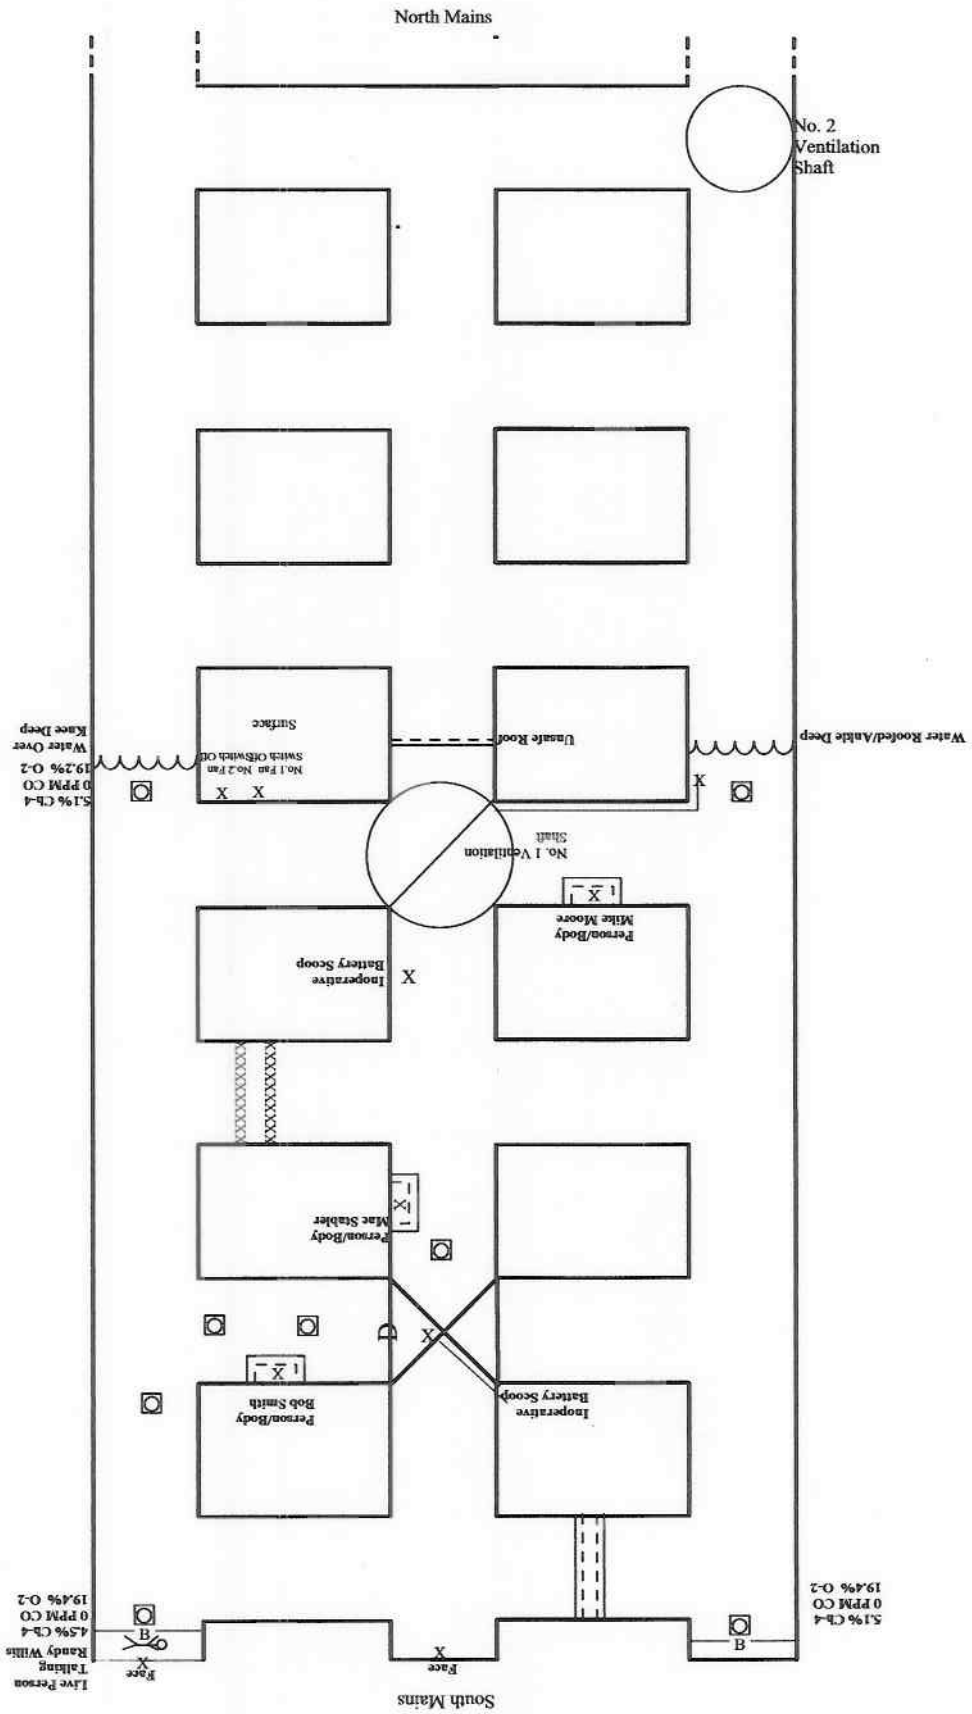 North Mains
No. 2
Ventilation
Shaft
Surface
No.1 Fan No.2 Fan
Switch Off Switch Off
X X
Unsafe Roof
Water Over
Knee Deep
5.1% Ch-4
0 PPM CO
19.2% O-2
Water Roofed/Ankle Deep
X
No. 1 Ventilation
Shaft
X
Person/Body
Mike Moore
Inoperative
Battery Scoop
X
X
Person/Body
Mac Stabler
D
X
Inoperative
Battery Scoop
X
Person/Body
Bob Smith
Live Person
Talking
Randy Willis
4.5% Ch-4
0 PPM CO
19.4% O-2
B
X
Face
X
Face
B
5.1% Ch-4
0 PPM CO
19.4% O-2
South Mains